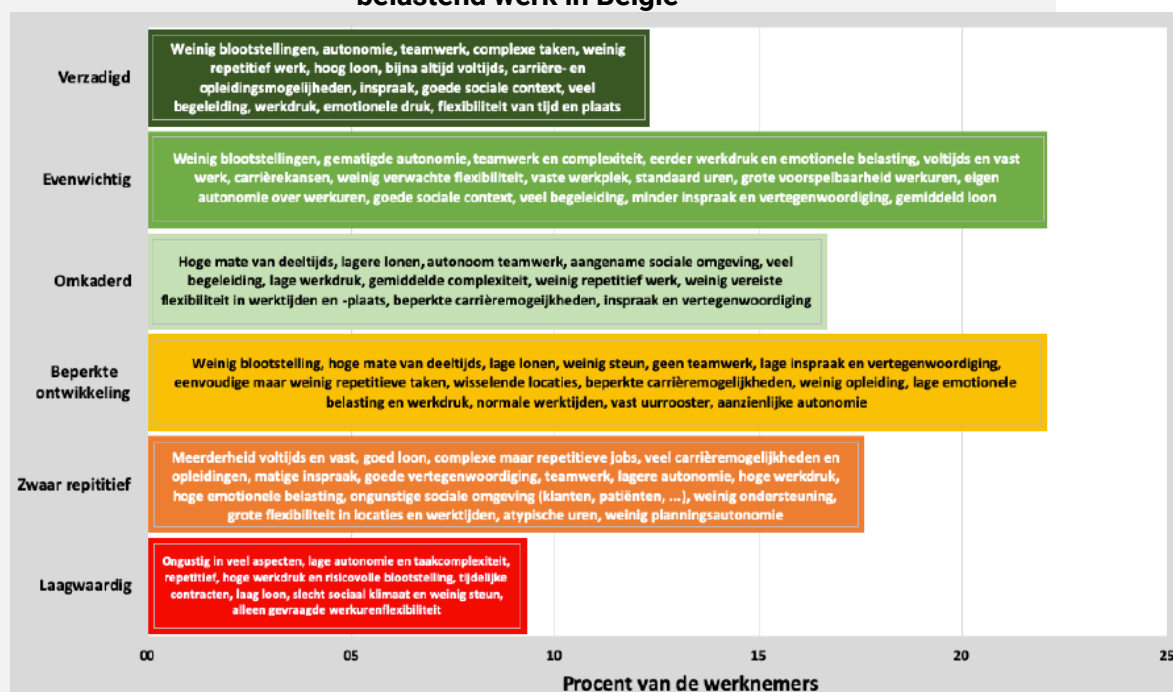 belastend werk in België
Verzadigd
Weinig blootstellingen, autonomie, teamwerk, complexe taken, weinig
repetitief werk, hoog loon, bijna altijd voltijds, carrière- en
opleidingsmogelijheden, inspraak, goede sociale context, veel
begeleiding, werkdruk, emotionele druk, flexibiliteit van tijd en plaats
Evenwichtig
Weinig blootstellingen, gematigde autonomie, teamwerk en complexiteit, eerder werkdruk en emotionele belasting, voltijds en vast
werk, carrièrekansen, weinig verwachte flexibiliteit, vaste werkplek, standaard uren, grote voorspelbaarheid werkuren, eigen
autonomie over werkuren, goede sociale context, veel begeleiding, minder inspraak en vertegenwoordiging, gemiddeld loon
Omkaderd
Hoge mate van deeltijds, lagere lonen, autonoom teamwerk, aangename sociale omgeving, veel
begeleiding, lage werkdruk, gemiddelde complexiteit, weinig repetitief werk, weinig vereiste
flexibiliteit in werktijden en -plaats, beperkte carrièremogeijkheden, inspraak en vertegenwoordiging
Beperkte
ontwikkeling
Weinig blootstelling, hoge mate van deeltijds, lage lonen, weinig steun, geen teamwerk, lage inspraak en vertegenwoordiging,
eenvoudige maar weinig repetitieve taken, wisselende locaties, beperkte carrièremogelijkheden, weinig opleiding, lage emotionele
belasting en werkdruk, normale werktijden, vast uurrooster, aanzienlijke autonomie
Zwaar repititief
Meerderheid voltijds en vast, goed loon, complexe maar repetitieve jobs, veel carrièremogelijkheden en
opleidingen, matige inspraak, goede vertegenwoordiging, teamwerk, lagere autonomie, hoge werkdruk,
hoge emotionele belasting, ongunstige sociale omgeving (klanten, patiënten, ...), weinig ondersteuning,
grote flexibiliteit in locaties en werktijden, atypische uren, weinig planningsautonomie
Laagwaardig
Ongustig in veel aspecten, lage autonomie en taakcomplexiteit,
repetitief, hoge werkdruk en risicovolle blootstelling, tijdelijke
contracten, laag loon, slecht sociaal klimaat en weinig steun,
alleen gevraagde werkurenflexibiliteit
00 05 10 15 20 25
Procent van de werknemers